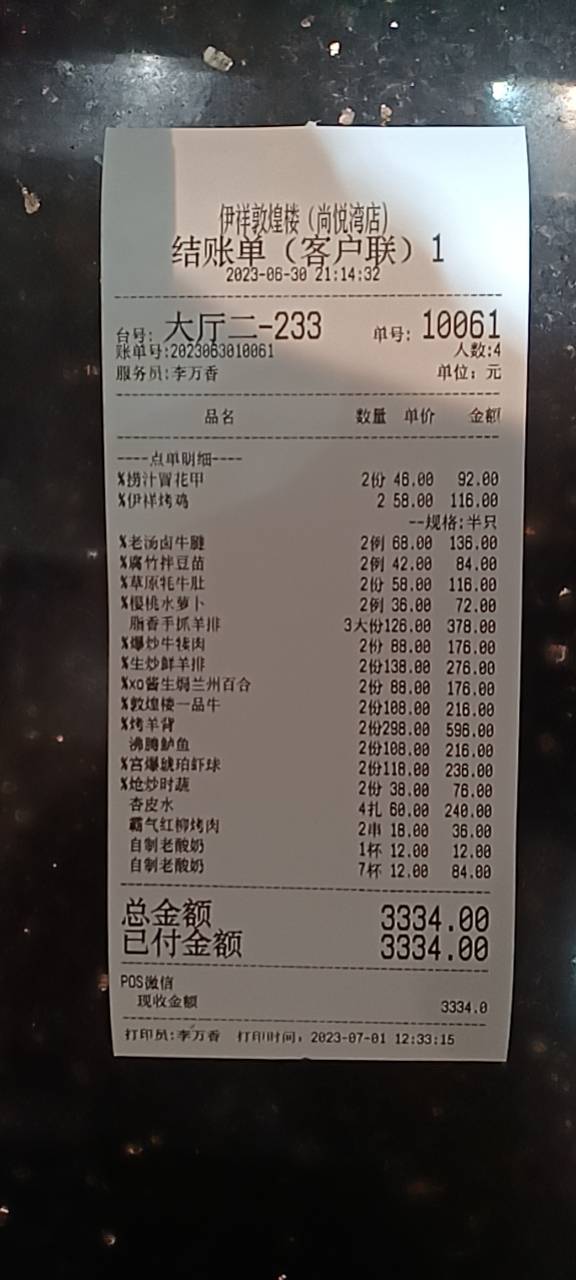 伊祥敦煌楼（尚悦湾店）
结账单（客户联）1
2023-06-30 21:14:32
台号: 大厅二-233 单号: 10061
账单号:2023063010061 人数:4
服务员:李万香 单位: 元
品名 数量 单价 金额
----点单明细----
%捞汁冒花甲 2份 46.00 92.00
%伊祥烤鸡 2 58.00 116.00
--规格:半只
%老汤卤牛腱 2例 68.00 136.00
%腐竹拌豆苗 2例 42.00 84.00
%草原牦牛肚 2份 58.00 116.00
%樱桃水萝卜 2例 36.00 72.00
脂香手抓羊排 3大份126.00 378.00
%爆炒牛犊肉 2份 88.00 176.00
%生炒鲜羊排 2份138.00 276.00
%xo酱生焗兰州百合 2份 88.00 176.00
%敦煌楼一品牛 2份108.00 216.00
%烤羊背 2份298.00 596.00
沸腾鲈鱼 2份108.00 216.00
%宫爆琥珀虾球 2份118.00 236.00
%炝炒时蔬 2份 38.00 76.00
杏皮水 4扎 60.00 240.00
霸气红柳烤肉 2串 18.00 36.00
自制老酸奶 1杯 12.00 12.00
自制老酸奶 7杯 12.00 84.00
总金额 3334.00
已付金额 3334.00
POS微信
现收金额 3334.0
打印员:李万香 打印时间: 2023-07-01 12:33:15